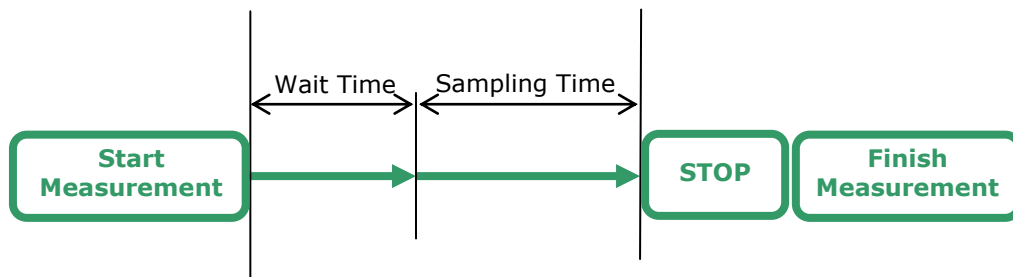 Wait Time
Sampling Time
Start
Measurement
STOP
Finish
Measurement